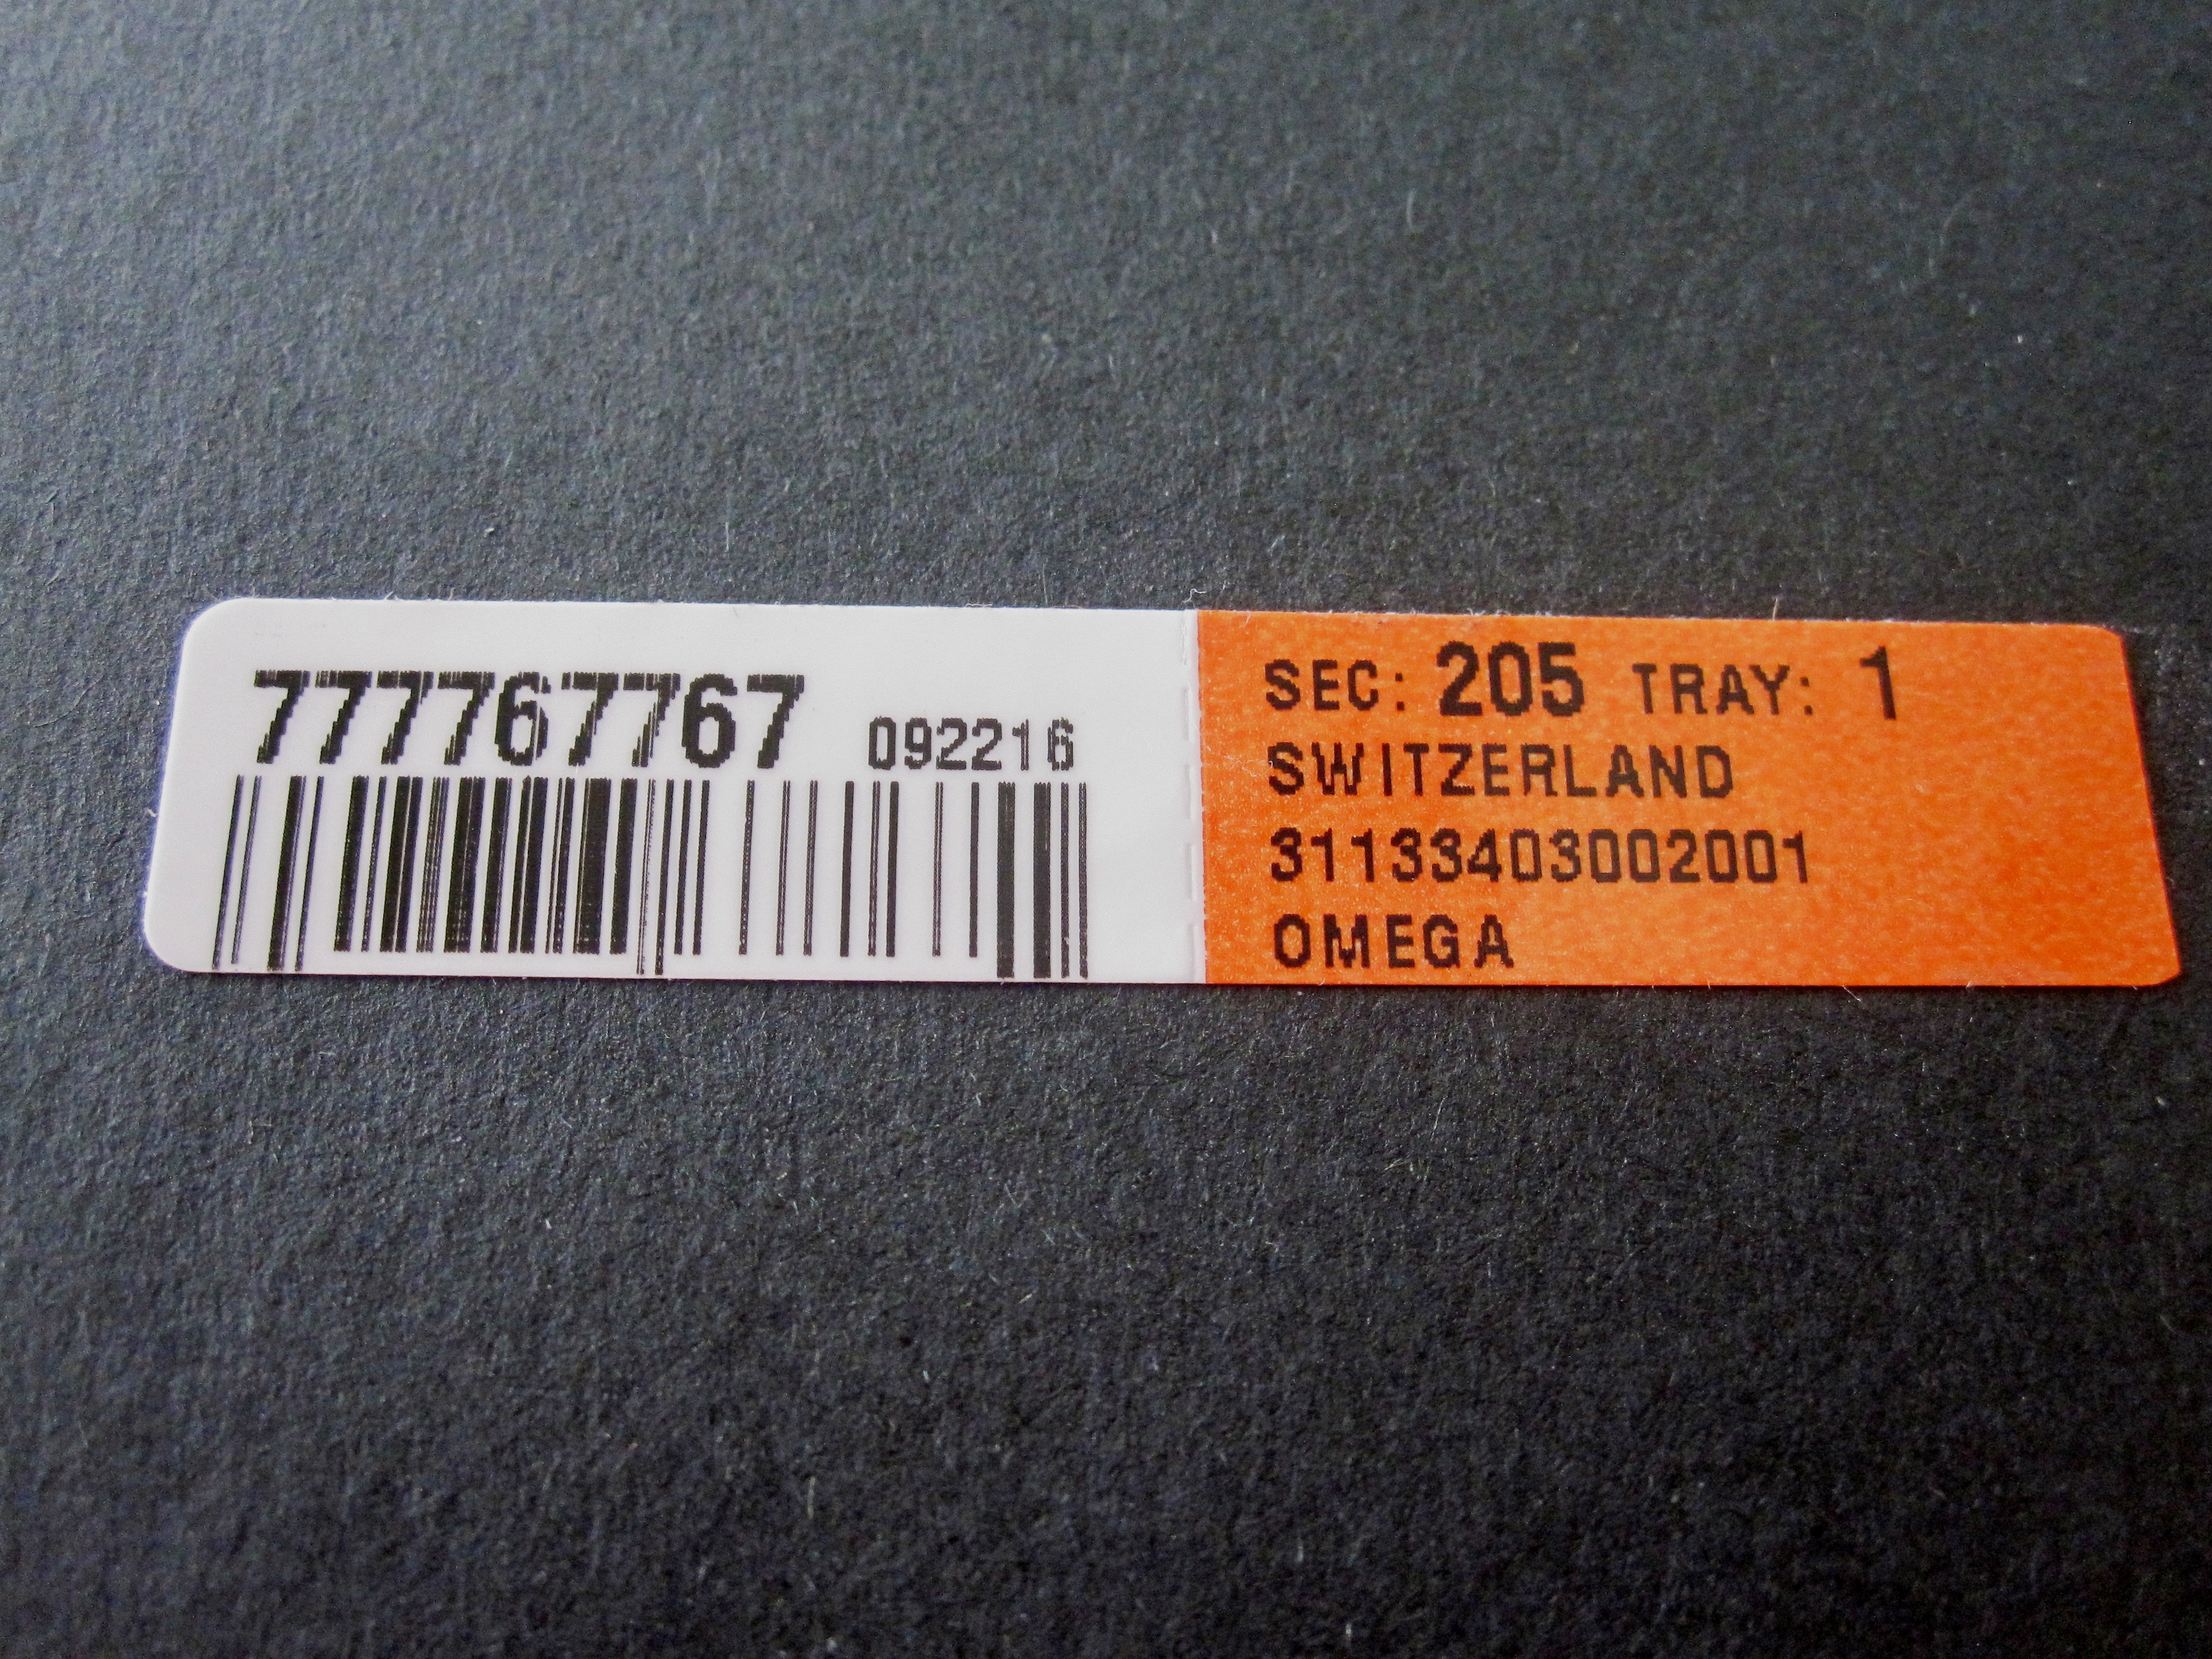 777767767 092216
SEC: 205 TRAY: 1
SWITZERLAND
31133403002001
OMEGA